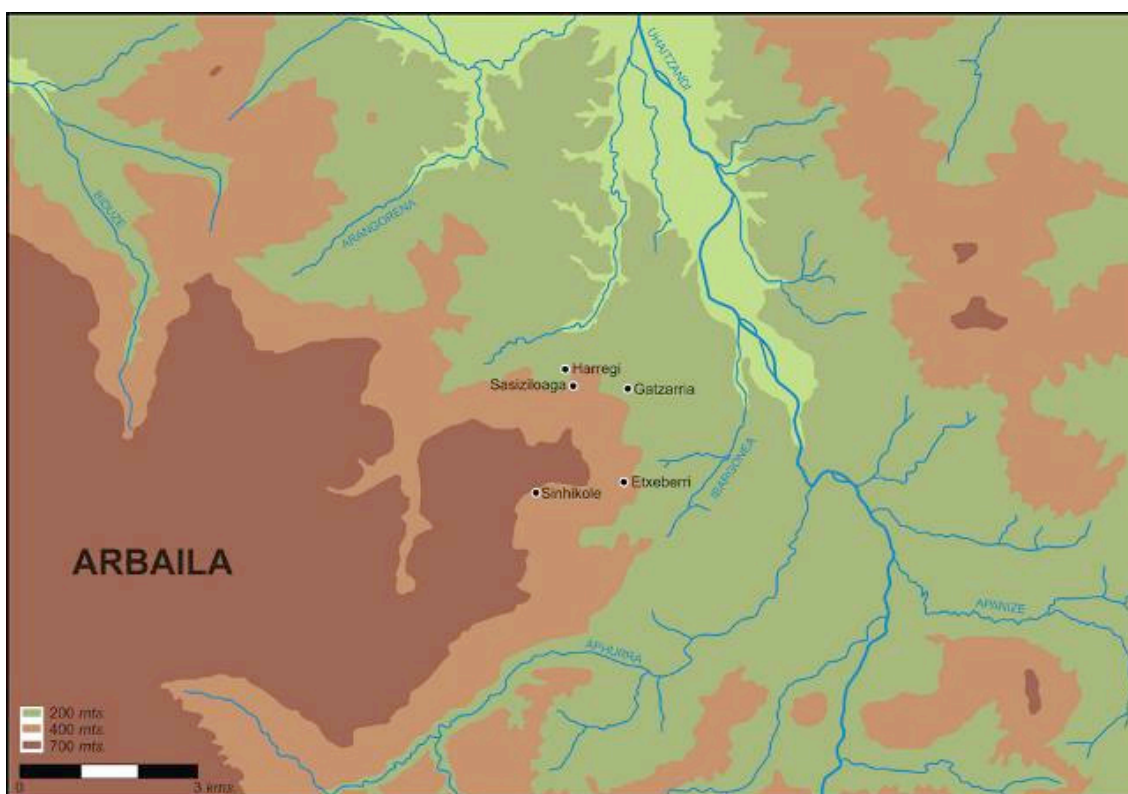 UHAITZANDI
BIDUZE
ARANGORENA
Harregi
Sasiziloaga
Gatzarria
IBARGONEA
Etxeberri
Sinhikole
ARBAILA
APANIZE
APHURRA
200 mts.
400 mts.
700 mts.
0 3 kms.